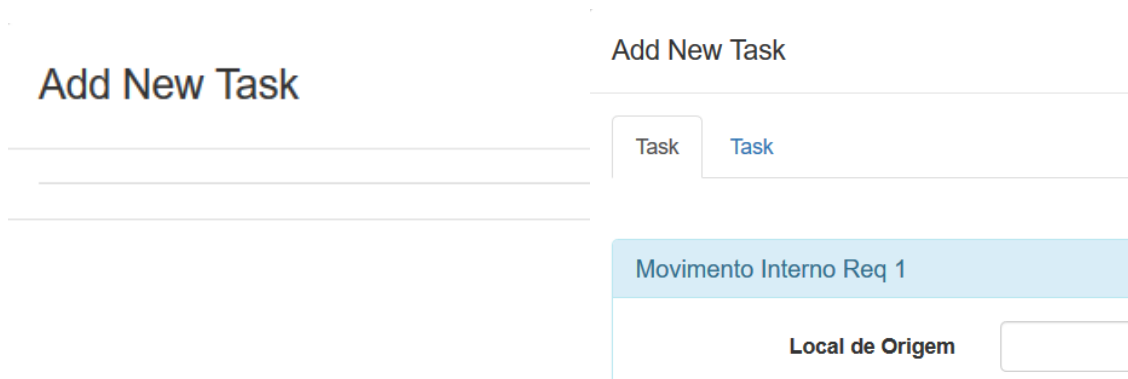 Add New Task
Add New Task
Task Task
Movimento Interno Req 1
Local de Origem